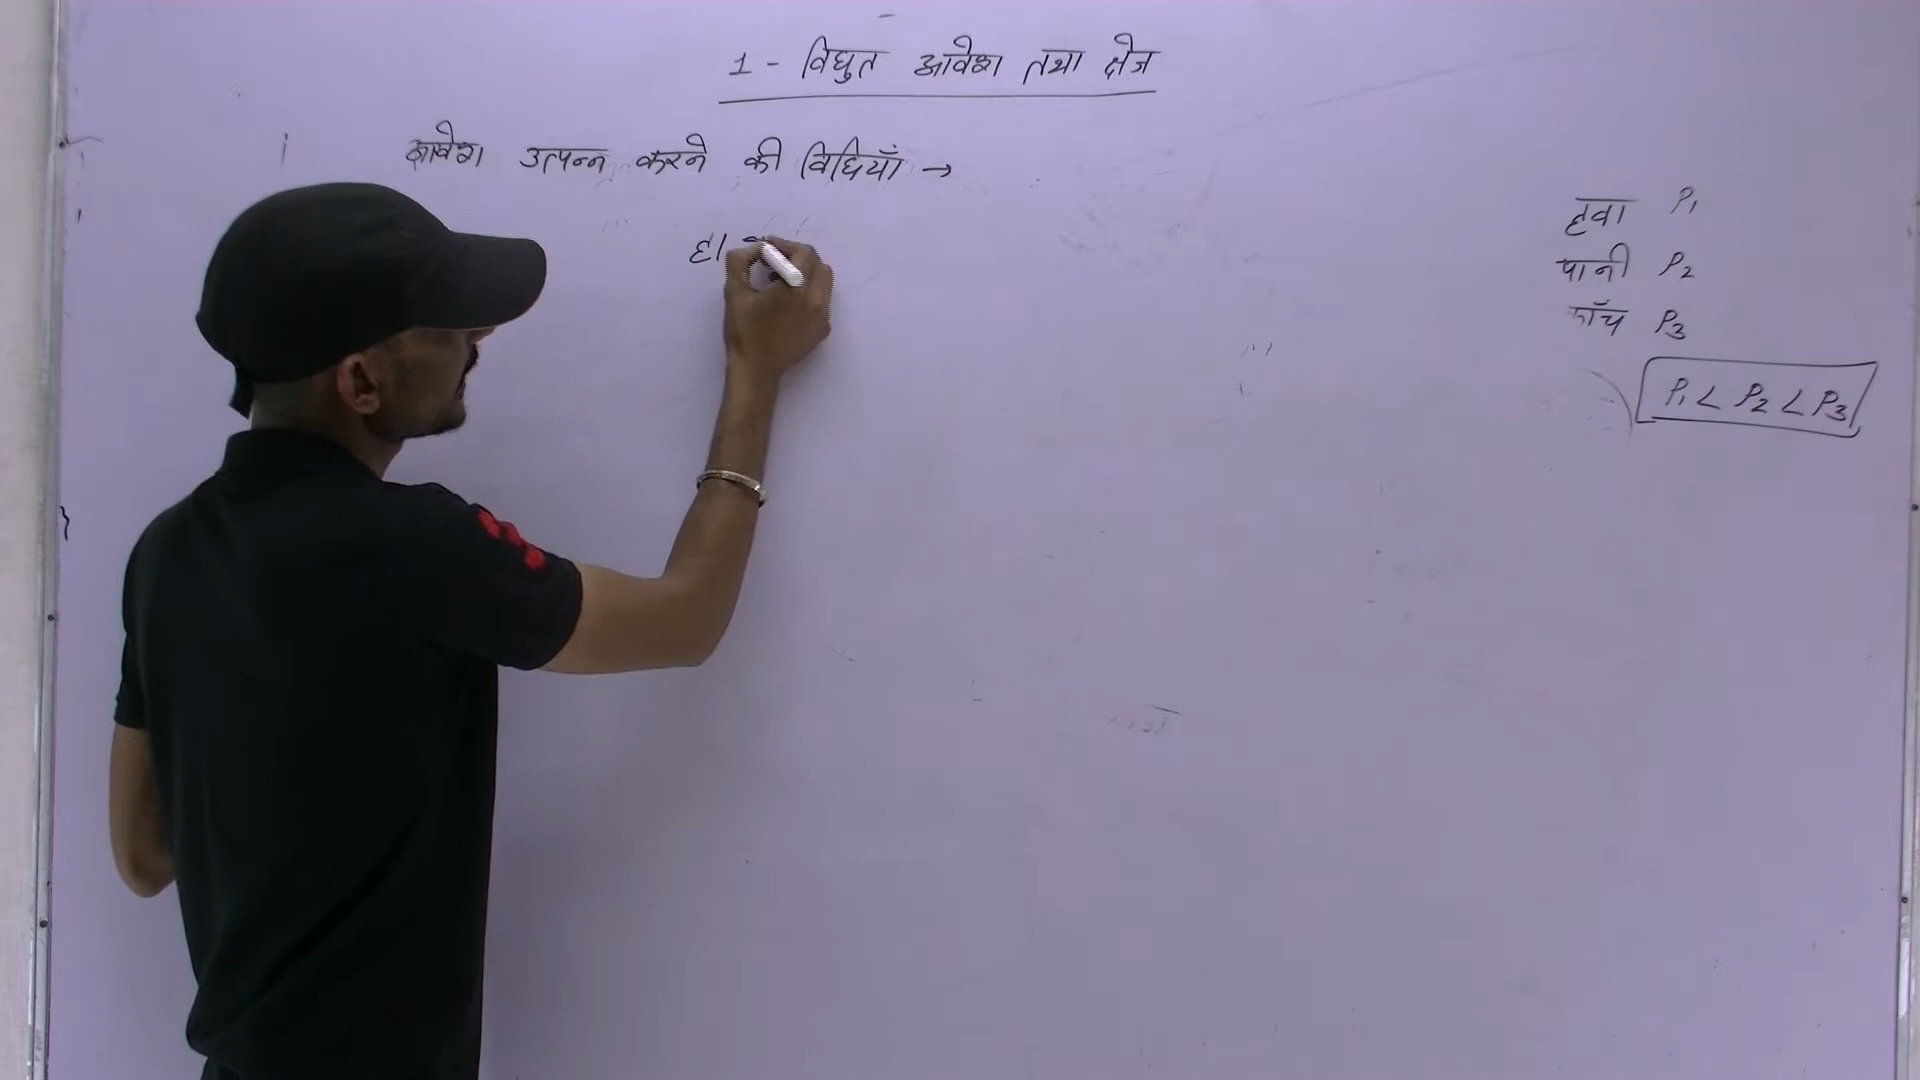 1 - विद्युत आवेश तथा क्षेत्र
आवेश उत्पन्न करने की विधियाँ →
हवा P₁
पानी P₂
काँच P₃
P₁ < P₂ < P₃